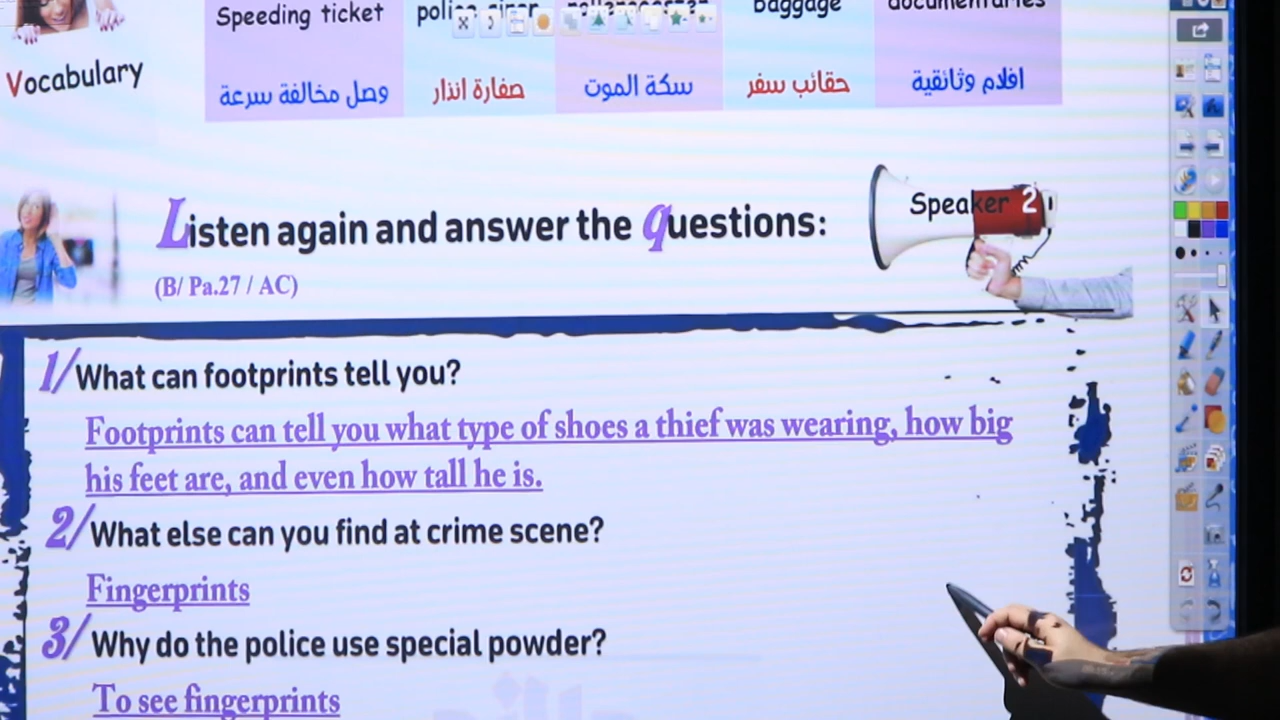 Speeding ticket
baggage
documentaries
Vocabulary
وصل مخالفة سرعة
صفارة انذار
سكة الموت
حقائب سفر
افلام وثائقية
Listen again and answer the questions:
Speaker 2
(B/ Pa.27 / AC)
1/ What can footprints tell you?
Footprints can tell you what type of shoes a thief was wearing, how big
his feet are, and even how tall he is.
2/ What else can you find at crime scene?
Fingerprints
3/ Why do the police use special powder?
To see fingerprints